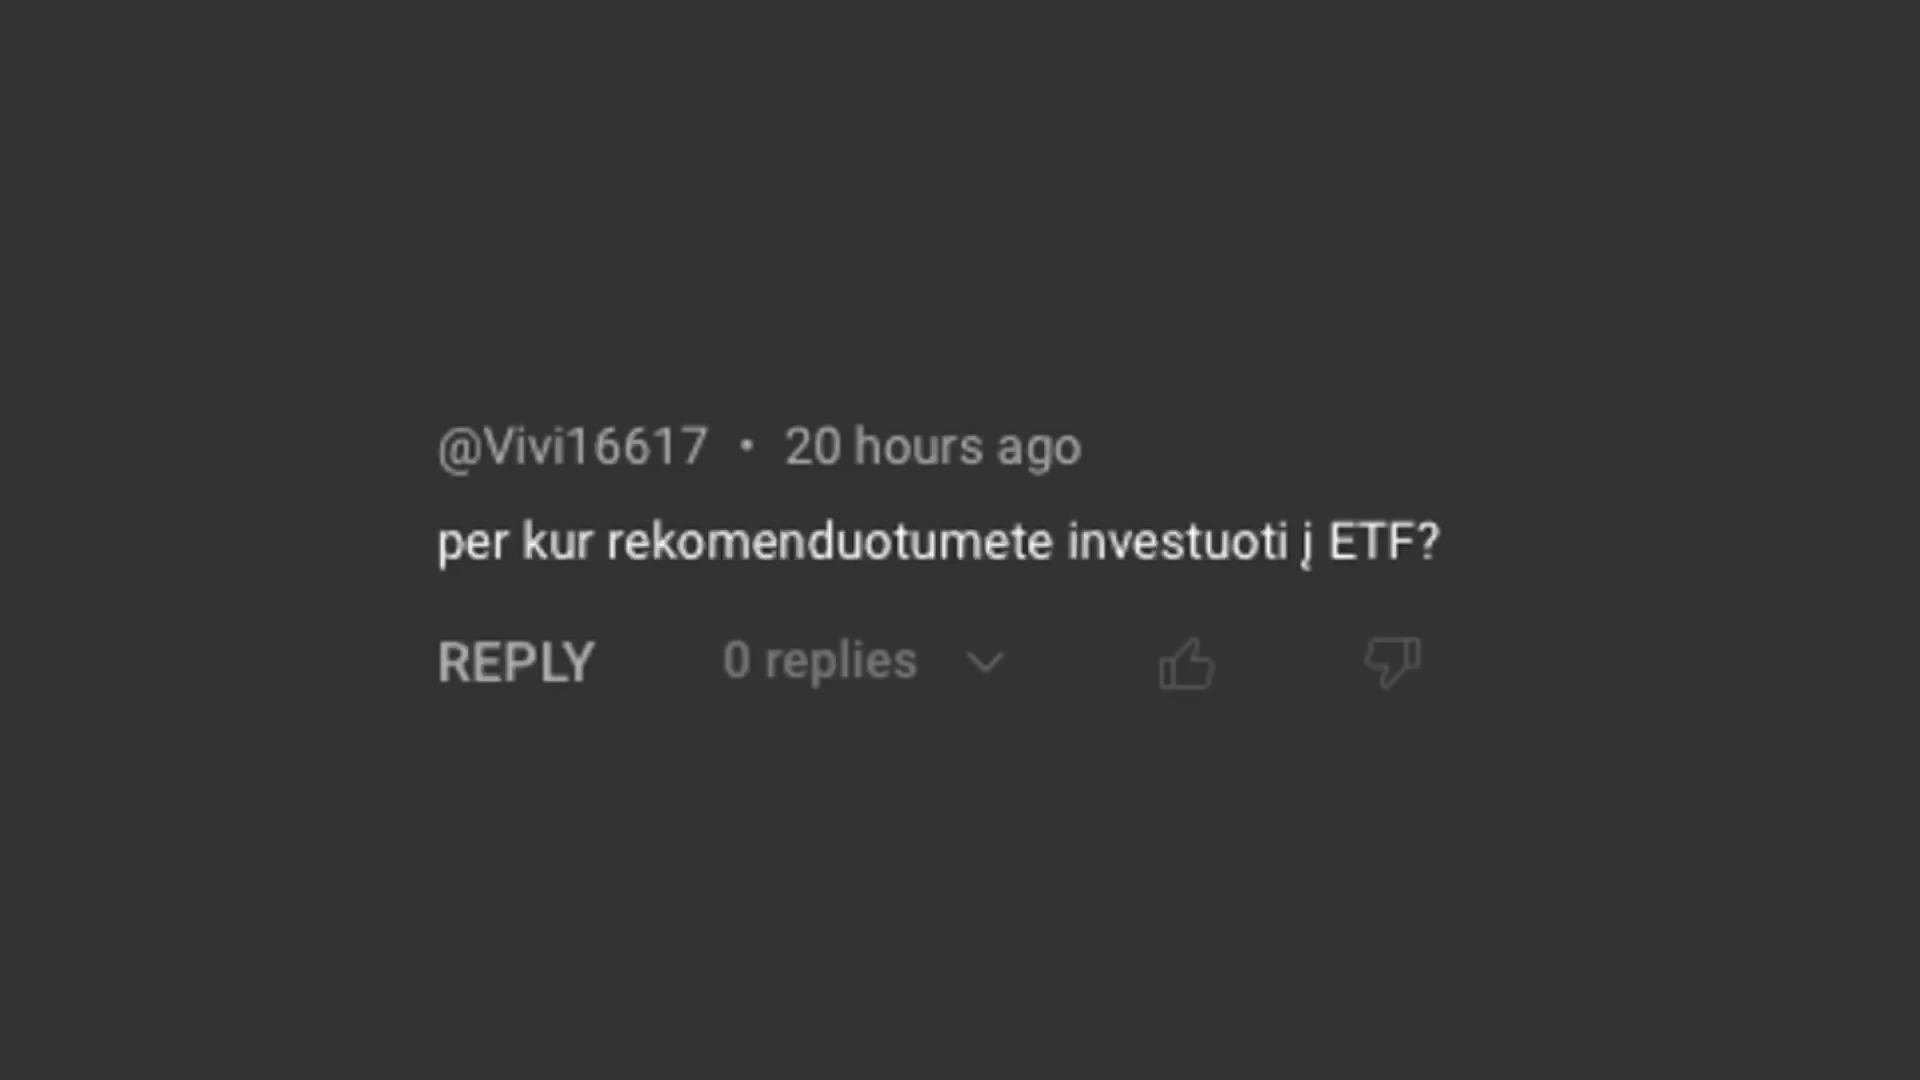 @Vivi16617 • 20 hours ago
per kur rekomenduotumete investuoti į ETF?
REPLY 0 replies